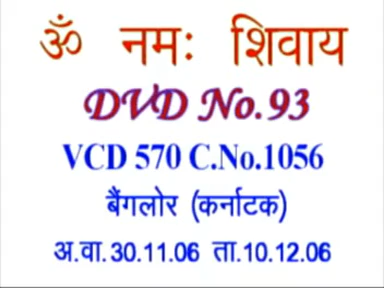 ॐ नमः शिवाय
DVD No.93
VCD 570 C.No.1056
बैंगलोर (कर्नाटक)
अ.वा.30.11.06 ता.10.12.06